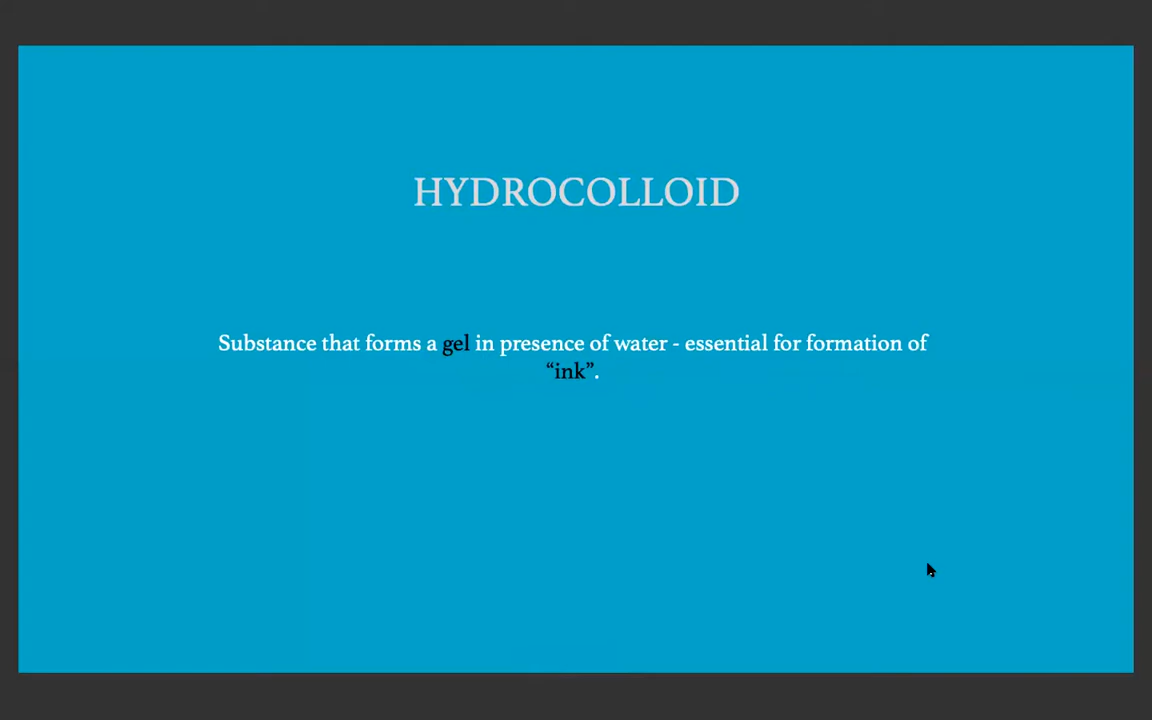 HYDROCOLLOID
Substance that forms a gel in presence of water - essential for formation of
“ink”.